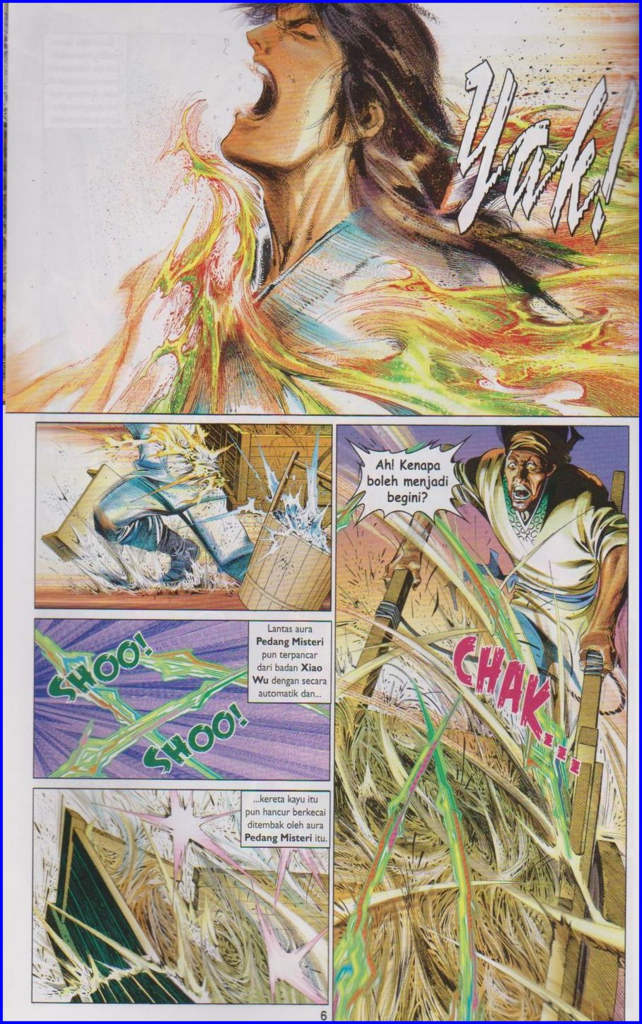 Yak!
Lantas aura
Pedang Misteri
pun terpancar
dari badan Xiao
Wu dengan secara
automatik dan...
SHOO!
SHOO!
...kereta kayu itu
pun hancur berkecai
ditembak oleh aura
Pedang Misteri itu.
Ah! Kenapa
boleh menjadi
begini?
CHAK...
6